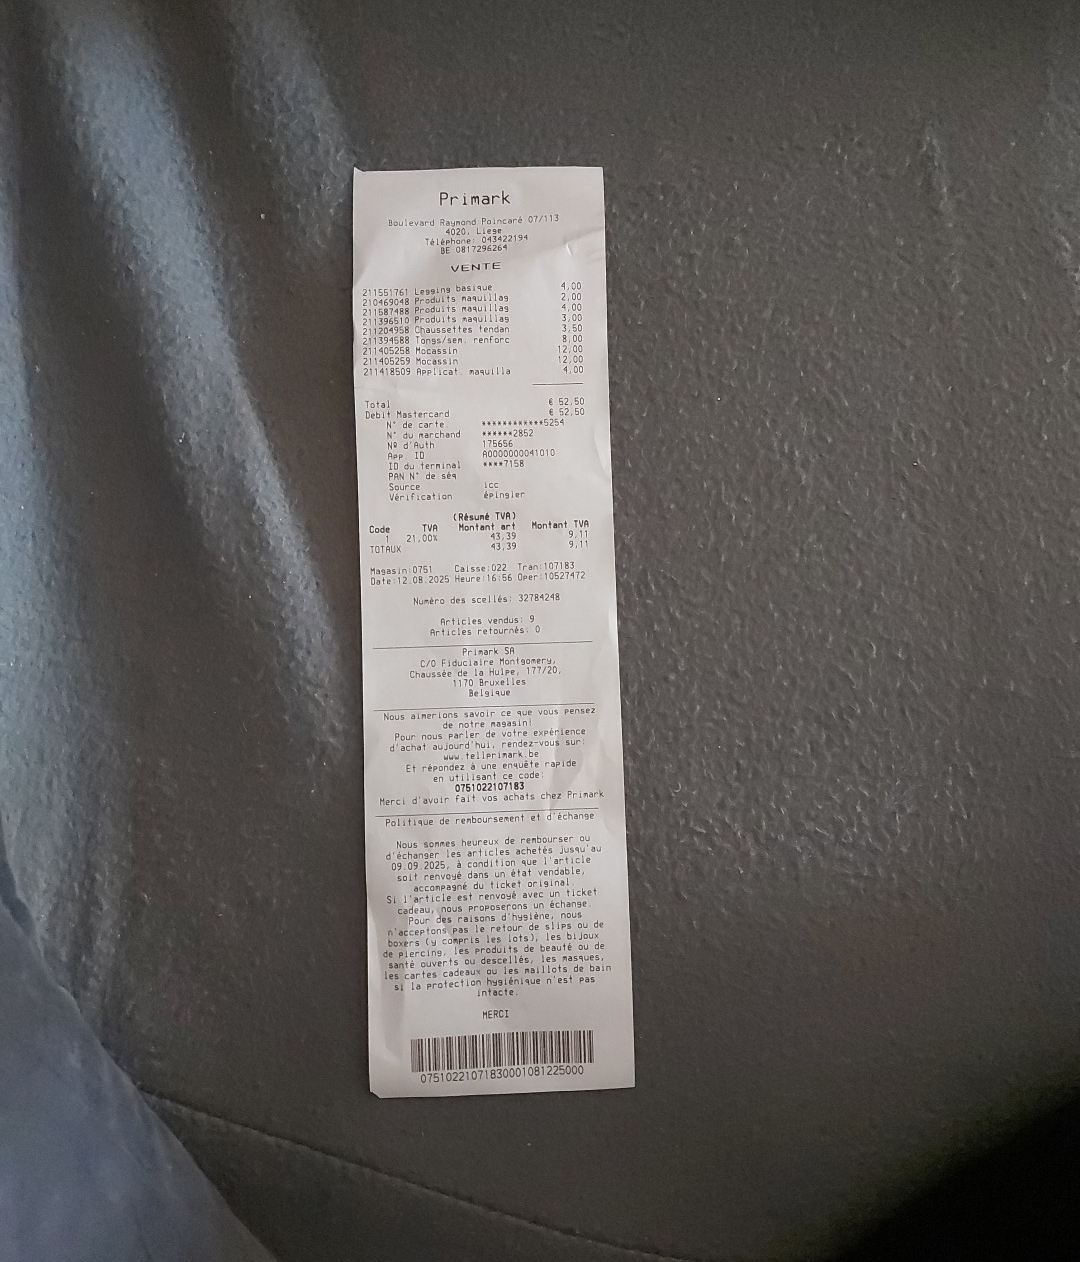 Primark
Boulevard Raymond Poincaré 07/113
4020, Liege
Téléphone: 043422194
BE 0817296264
VENTE
211551761 Legging basique 4,00
210469048 Produits maquillag 2,00
211587488 Produits maquillag 4,00
211396510 Produits maquillag 3,00
211204958 Chaussettes tendan 3,50
211394588 Tongs/sem. renforc 8,00
211405258 Mocassin 12,00
211405259 Mocassin 12,00
211418509 Applicat. maquilla 4,00
Total € 52,50
Debit Mastercard € 52,50
N° de carte ************5254
N° du marchand ******2852
Nº d'Auth 175656
App. ID A0000000041010
ID du terminal ****7158
PAN N° de séq
Source icc
Vérification épingler
(Résumé TVA)
Code TVA Montant art Montant TVA
1 21,00% 43,39 9,11
TOTAUX 43,39 9,11
Magasin:0751 Caisse:022 Tran:107183
Date:12.08.2025 Heure:16:56 Oper:10527472
Numéro des scellés: 32784248
Articles vendus: 9
Articles retournés: 0
Primark SA
C/O Fiduciaire Montgomery,
Chaussée de la Hulpe, 177/20,
1170 Bruxelles
Belgique
Nous aimerions savoir ce que vous pensez
de notre magasin!
Pour nous parler de votre expérience
d'achat aujourd'hui, rendez-vous sur:
www.tellprimark.be
Et répondez à une enquête rapide
en utilisant ce code:
0751022107183
Merci d'avoir fait vos achats chez Primark
Politique de remboursement et d'échange
Nous sommes heureux de rembourser ou
d'échanger les articles achetés jusqu'au
09.09.2025, à condition que l'article
soit renvoyé dans un état vendable,
accompagné du ticket original.
Si l'article est renvoyé avec un ticket
cadeau, nous proposerons un échange.
Pour des raisons d'hygiène, nous
n'acceptons pas le retour de slips ou de
boxers (y compris les lots), les bijoux
de piercing, les produits de beauté ou de
santé ouverts ou descellés, les masques,
les cartes cadeaux ou les maillots de bain
si la protection hygiénique n'est pas
intacte.
MERCI
07510221071830001081225000